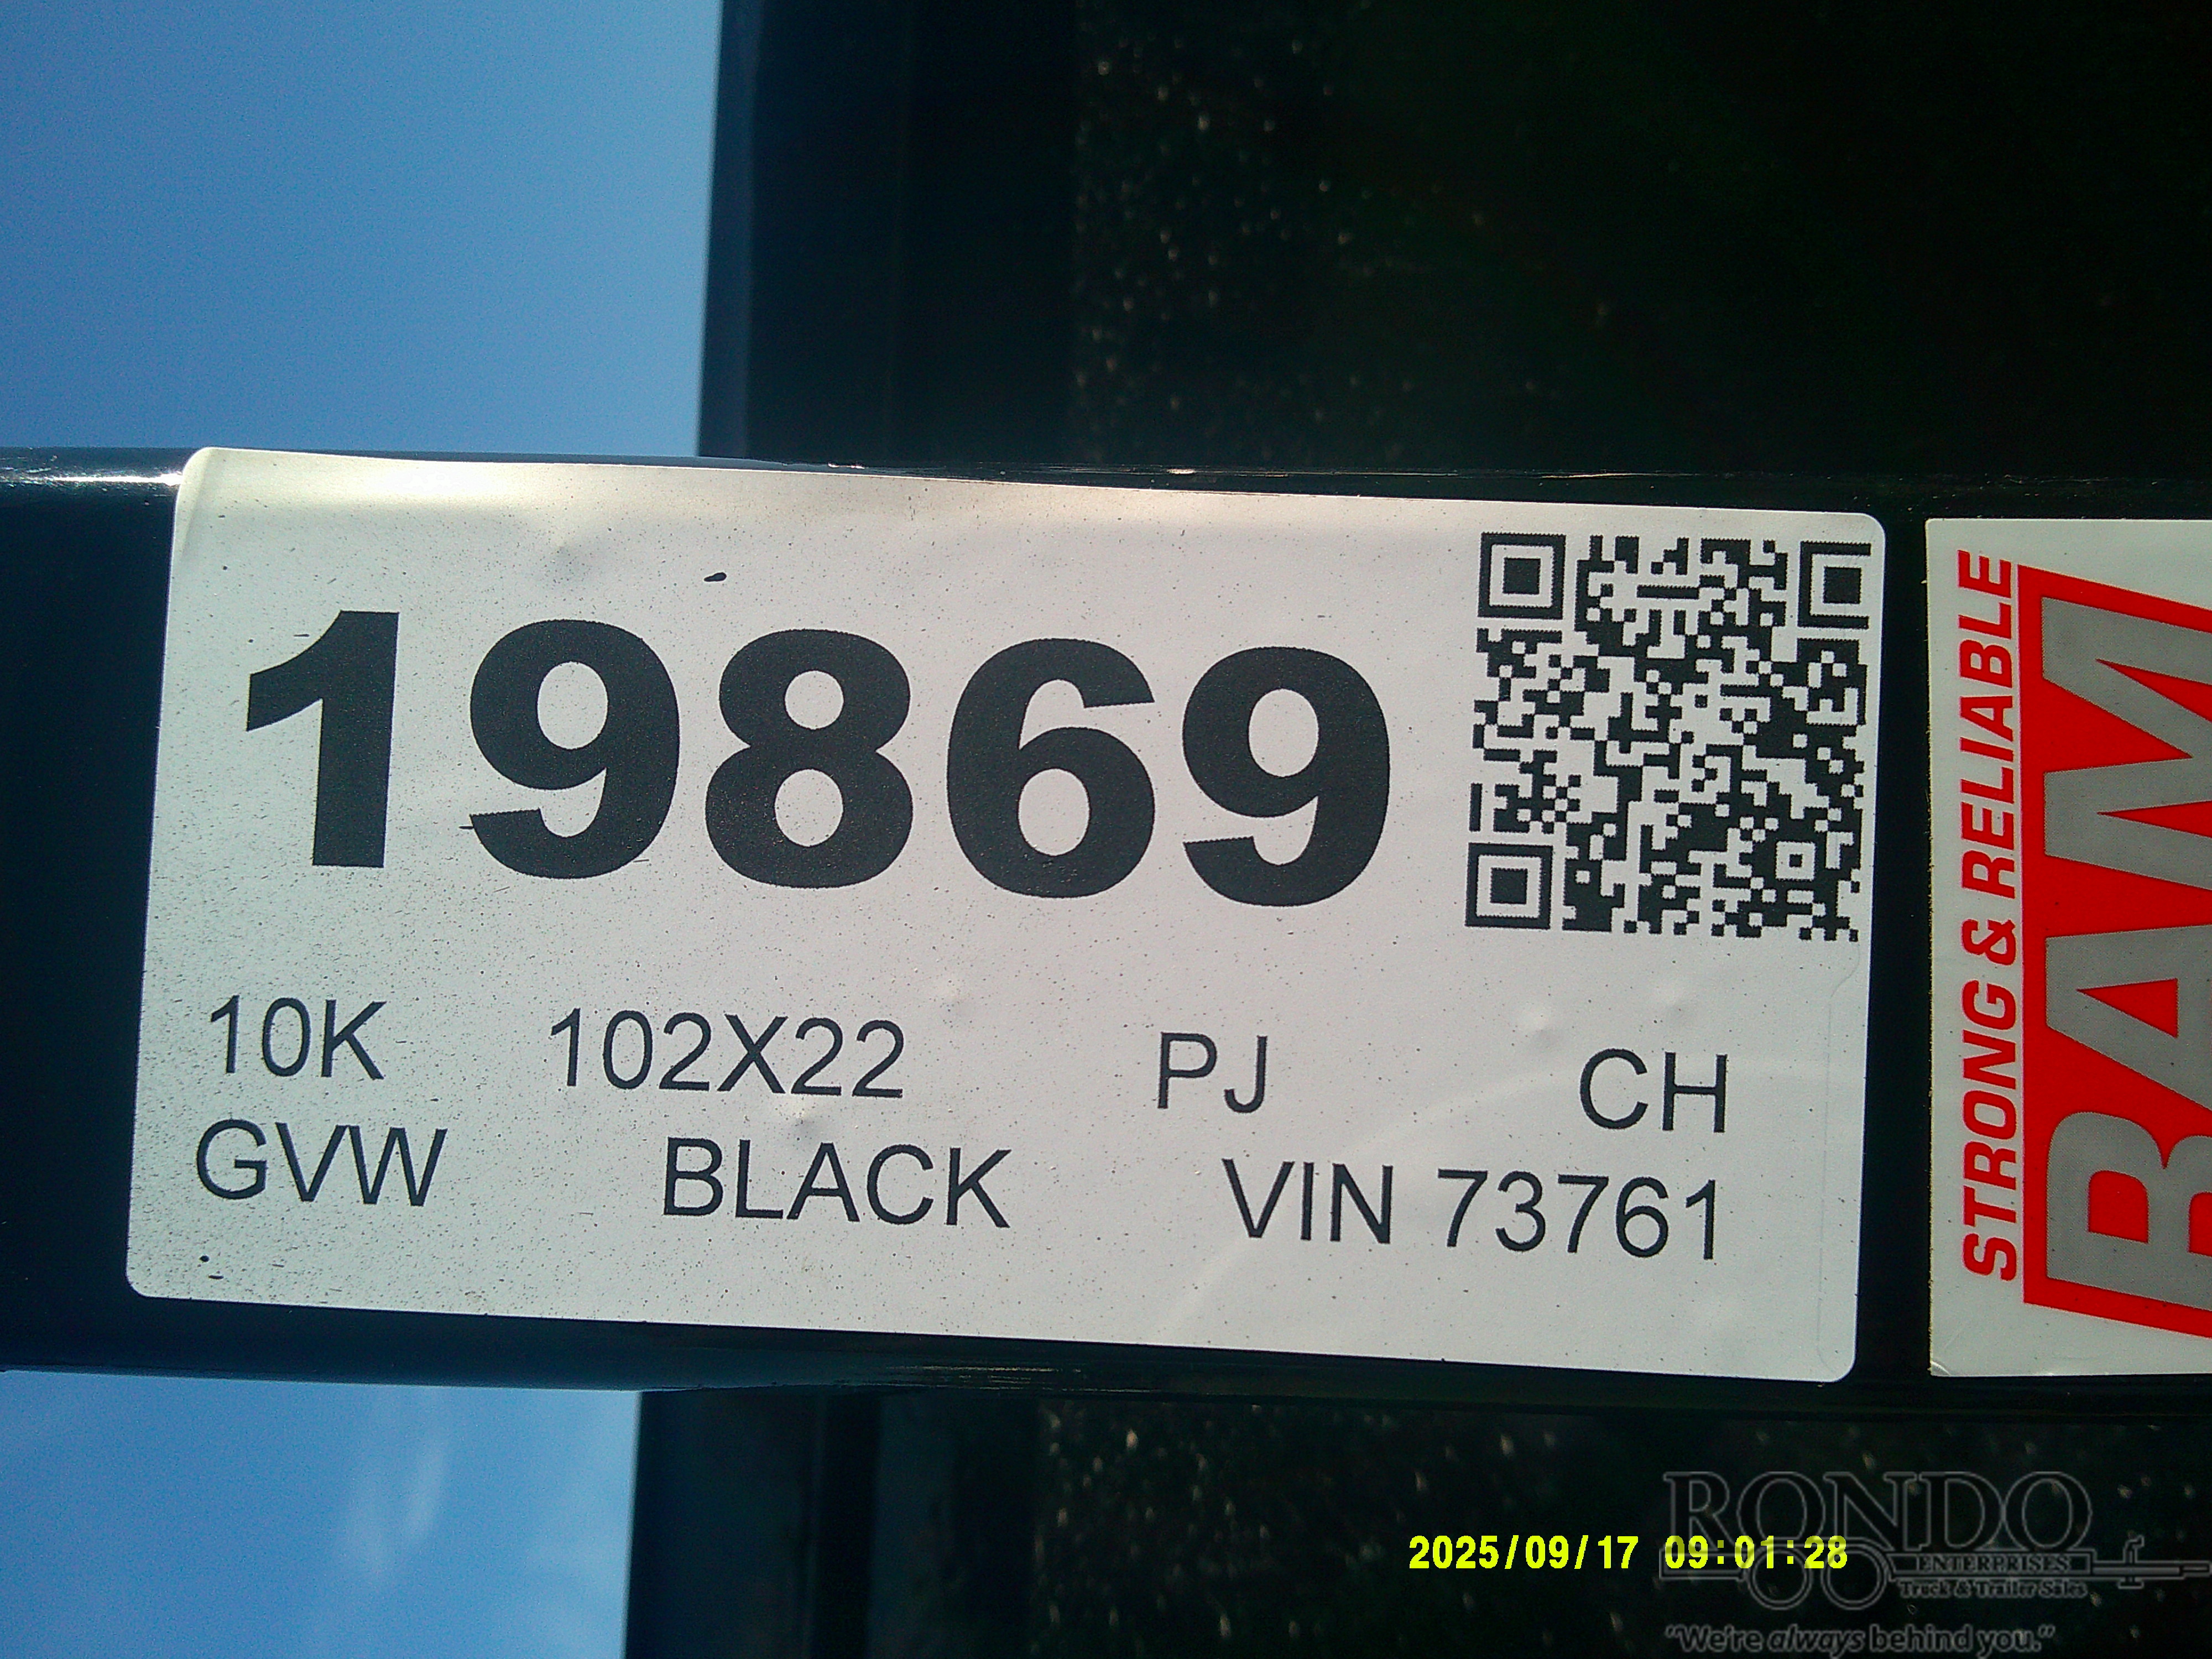 19869
10K 102X22 PJ CH
GVW BLACK VIN 73761
STRONG & RELIABLE
BAM
2025/09/17 09:01:28
RONDO
ENTERPRISES
Truck & Trailer Sales
"We're always behind you."